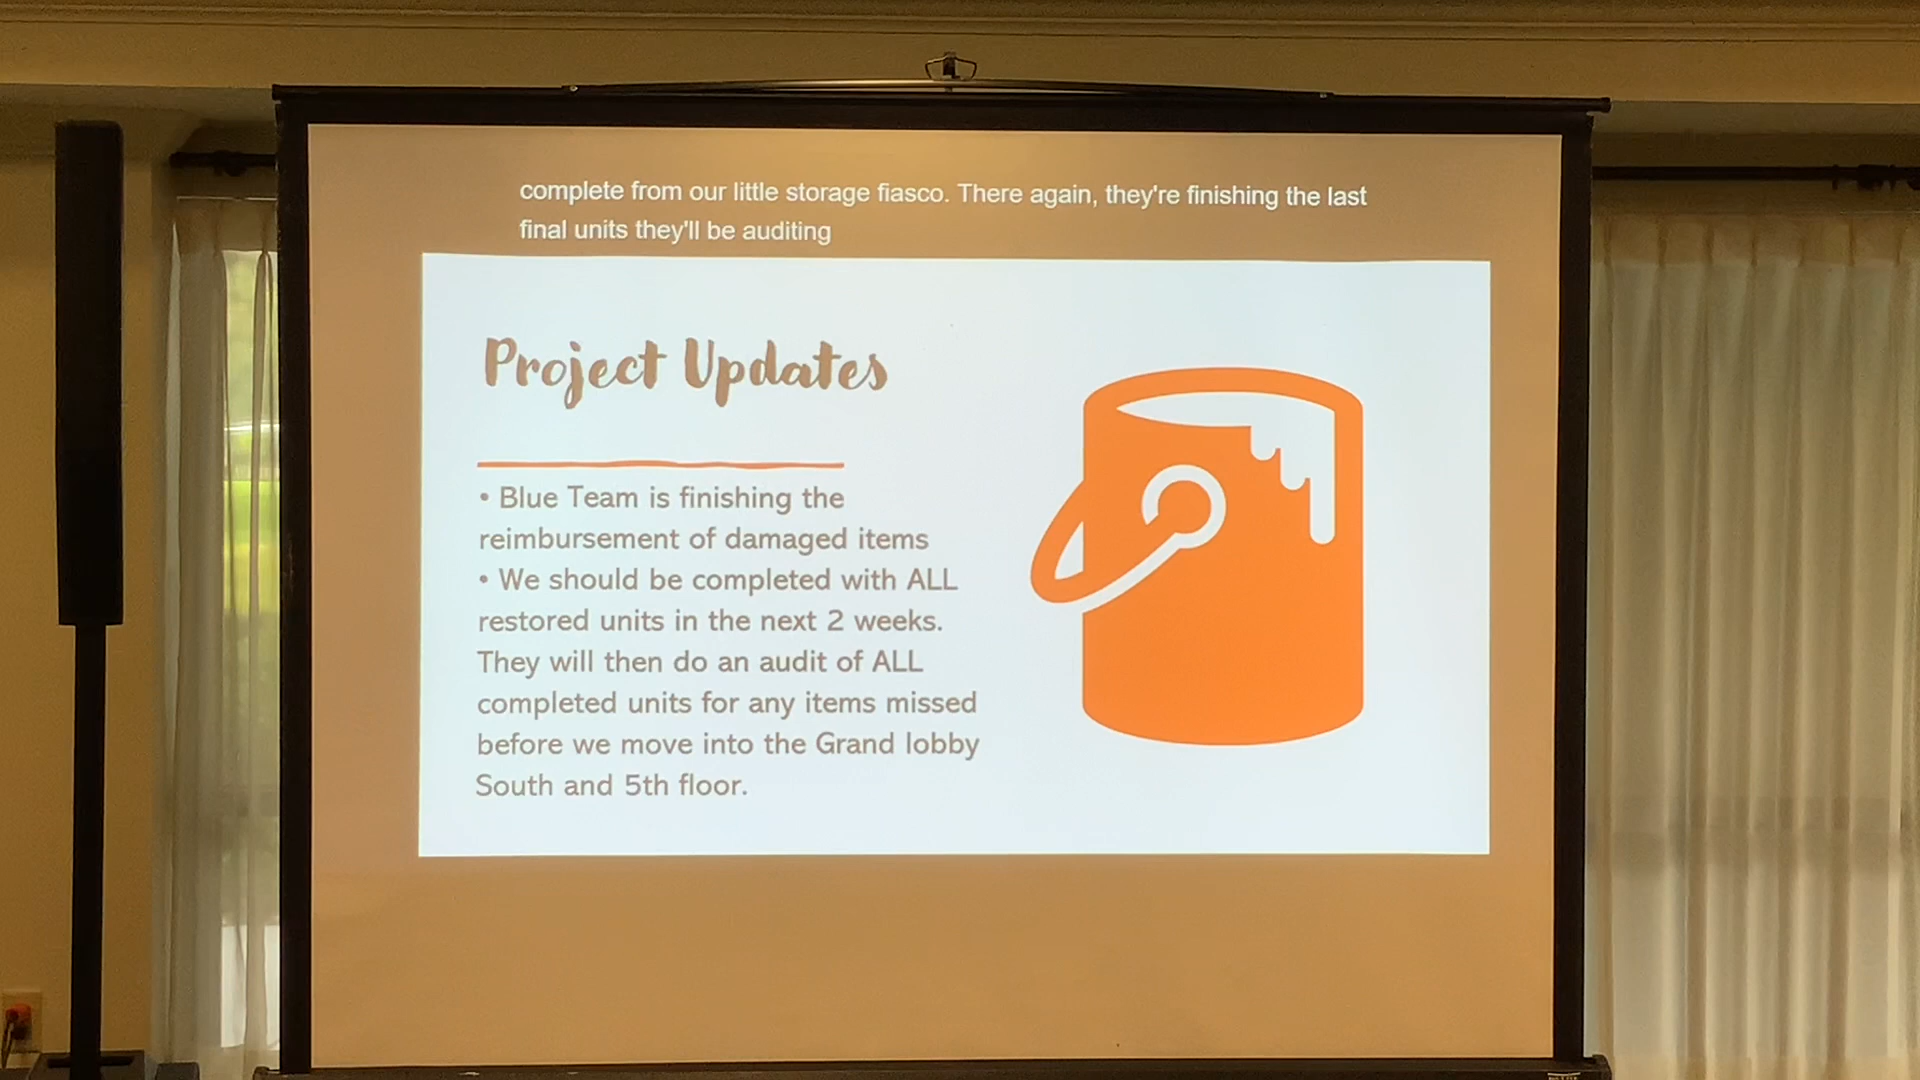 complete from our little storage fiasco. There again, they're finishing the last
final units they'll be auditing
Project Updates
• Blue Team is finishing the
reimbursement of damaged items
• We should be completed with ALL
restored units in the next 2 weeks.
They will then do an audit of ALL
completed units for any items missed
before we move into the Grand lobby
South and 5th floor.